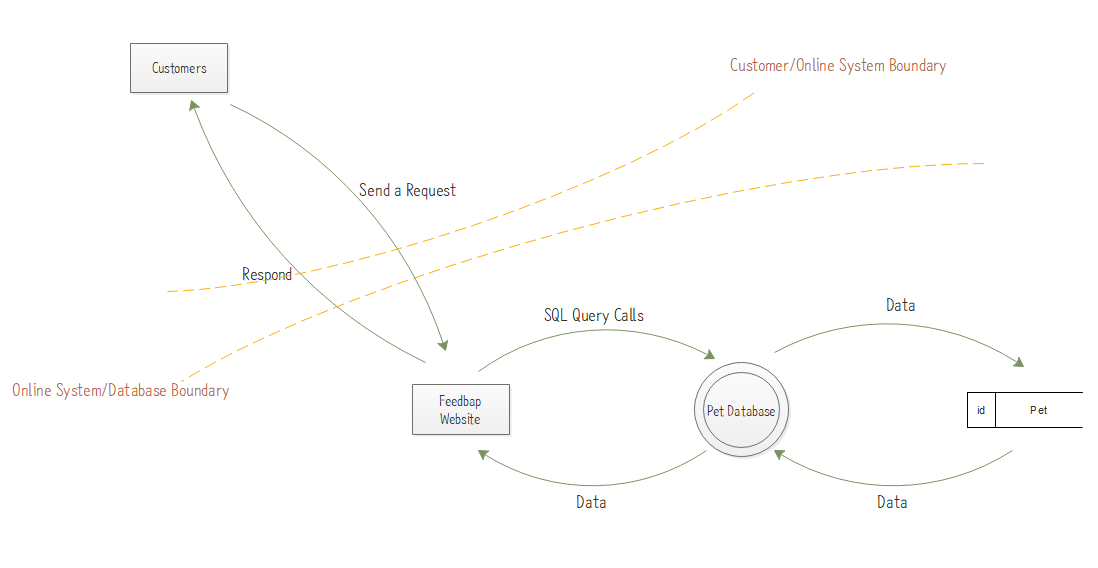 Customers
Customer/Online System Boundary
Send a Request
Respond
Data
SQL Query Calls
Online System/Database Boundary
Feedbap
Website
Pet Database
id
Pet
Data
Data